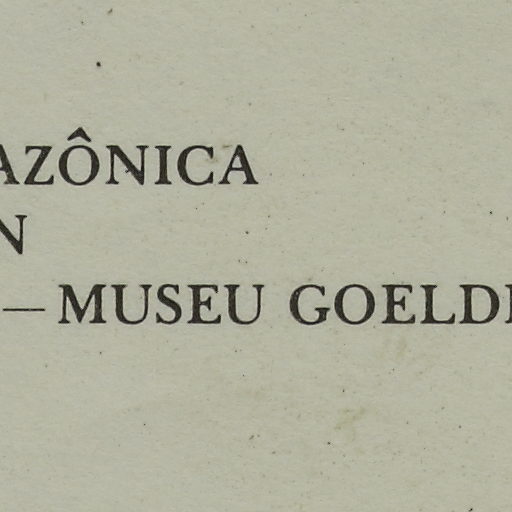 AZÔNICA
N
— MUSEU GOELDI